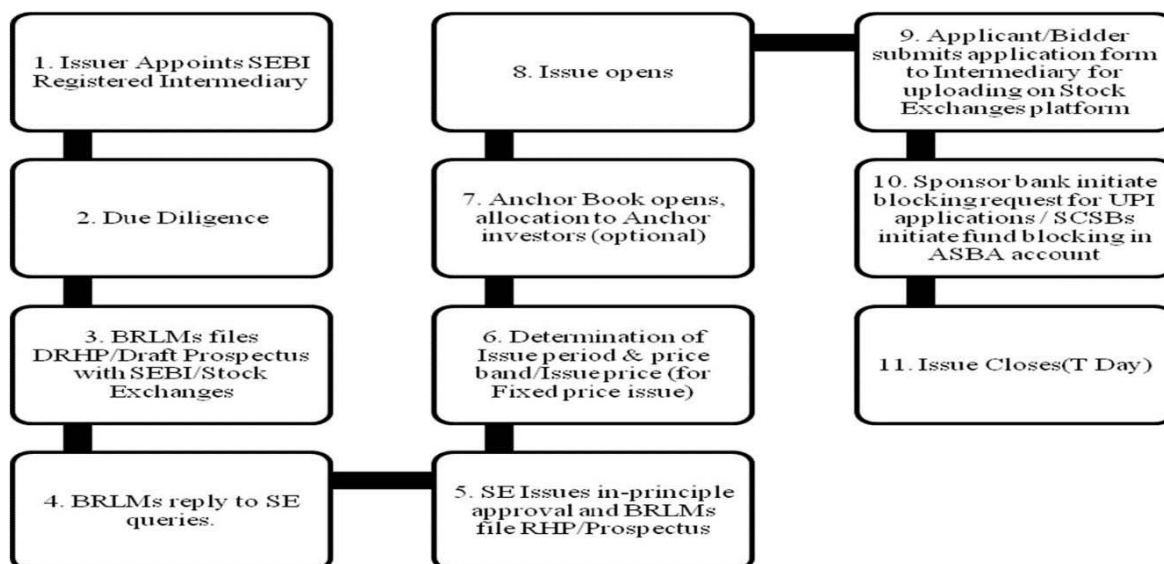 1. Issuer Appoints SEBI
Registered Intermediary
2. Due Diligence
3. BRLMs files
DRHP/Draft Prospectus
with SEBI/Stock
Exchanges
4. BRLMs reply to SE
queries.
5. SE Issues in-principle
approval and BRLMs
file RHP/Prospectus
6. Determination of
Issue period & price
band/Issue price (for
Fixed price issue)
7. Anchor Book opens,
allocation to Anchor
investors (optional)
8. Issue opens
9. Applicant/Bidder
submits application form
to Intermediary for
uploading on Stock
Exchanges platform
10. Sponsor bank initiate
blocking request for UPI
applications / SCSBs
initiate fund blocking in
ASBA account
11. Issue Closes(T Day)